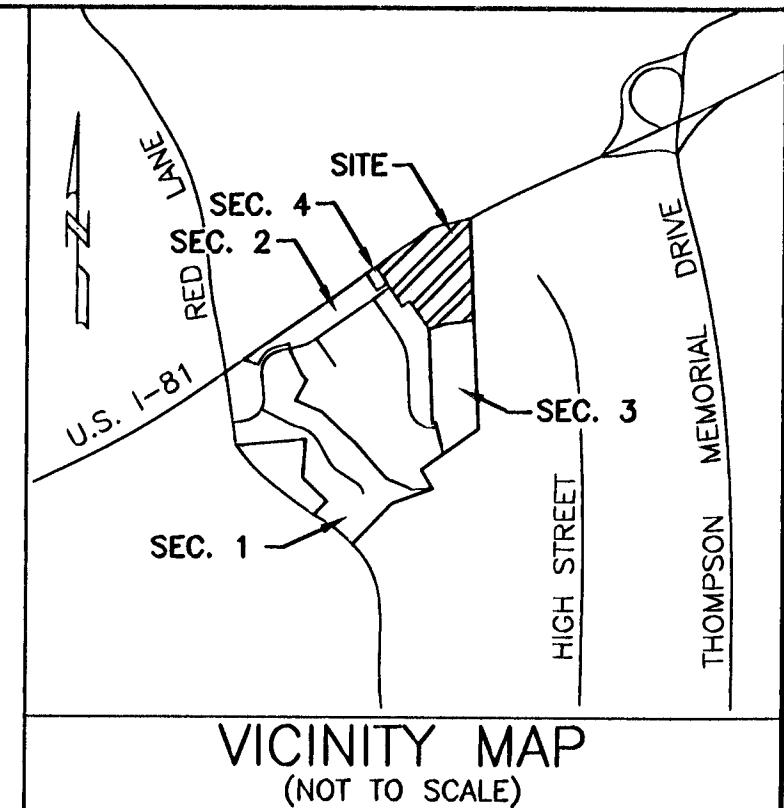 SITE
SEC. 4
SEC. 2
RED LANE
N
U.S. I-81
SEC. 3
SEC. 1
HIGH STREET
THOMPSON MEMORIAL DRIVE
VICINITY MAP
(NOT TO SCALE)